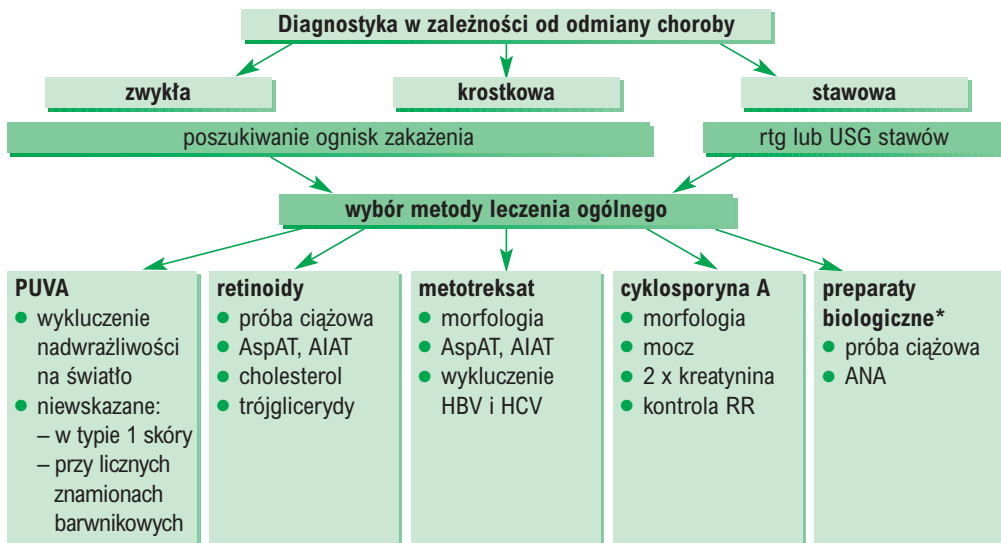 Diagnostyka w zależności od odmiany choroby
zwykła
krostkowa
stawowa
poszukiwanie ognisk zakażenia
rtg lub USG stawów
wybór metody leczenia ogólnego
PUVA
● wykluczenie
nadwrażliwości
na światło
● niewskazane:
– w typie 1 skóry
– przy licznych
znamionach
barwnikowych
retinoidy
● próba ciążowa
● AspAT, AlAT
● cholesterol
● trójglicerydy
metotreksat
● morfologia
● AspAT, AlAT
● wykluczenie
HBV i HCV
cyklosporyna A
● morfologia
● mocz
● 2 x kreatynina
● kontrola RR
preparaty
biologiczne*
● próba ciążowa
● ANA